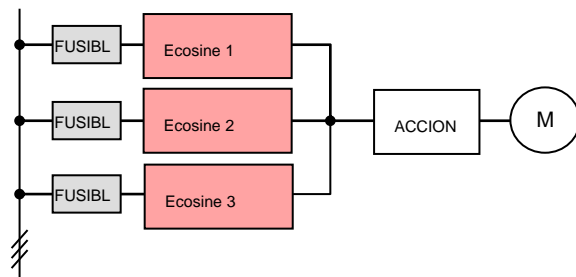 FUSIBL
Ecosine 1
FUSIBL
Ecosine 2
ACCION
M
FUSIBL
Ecosine 3